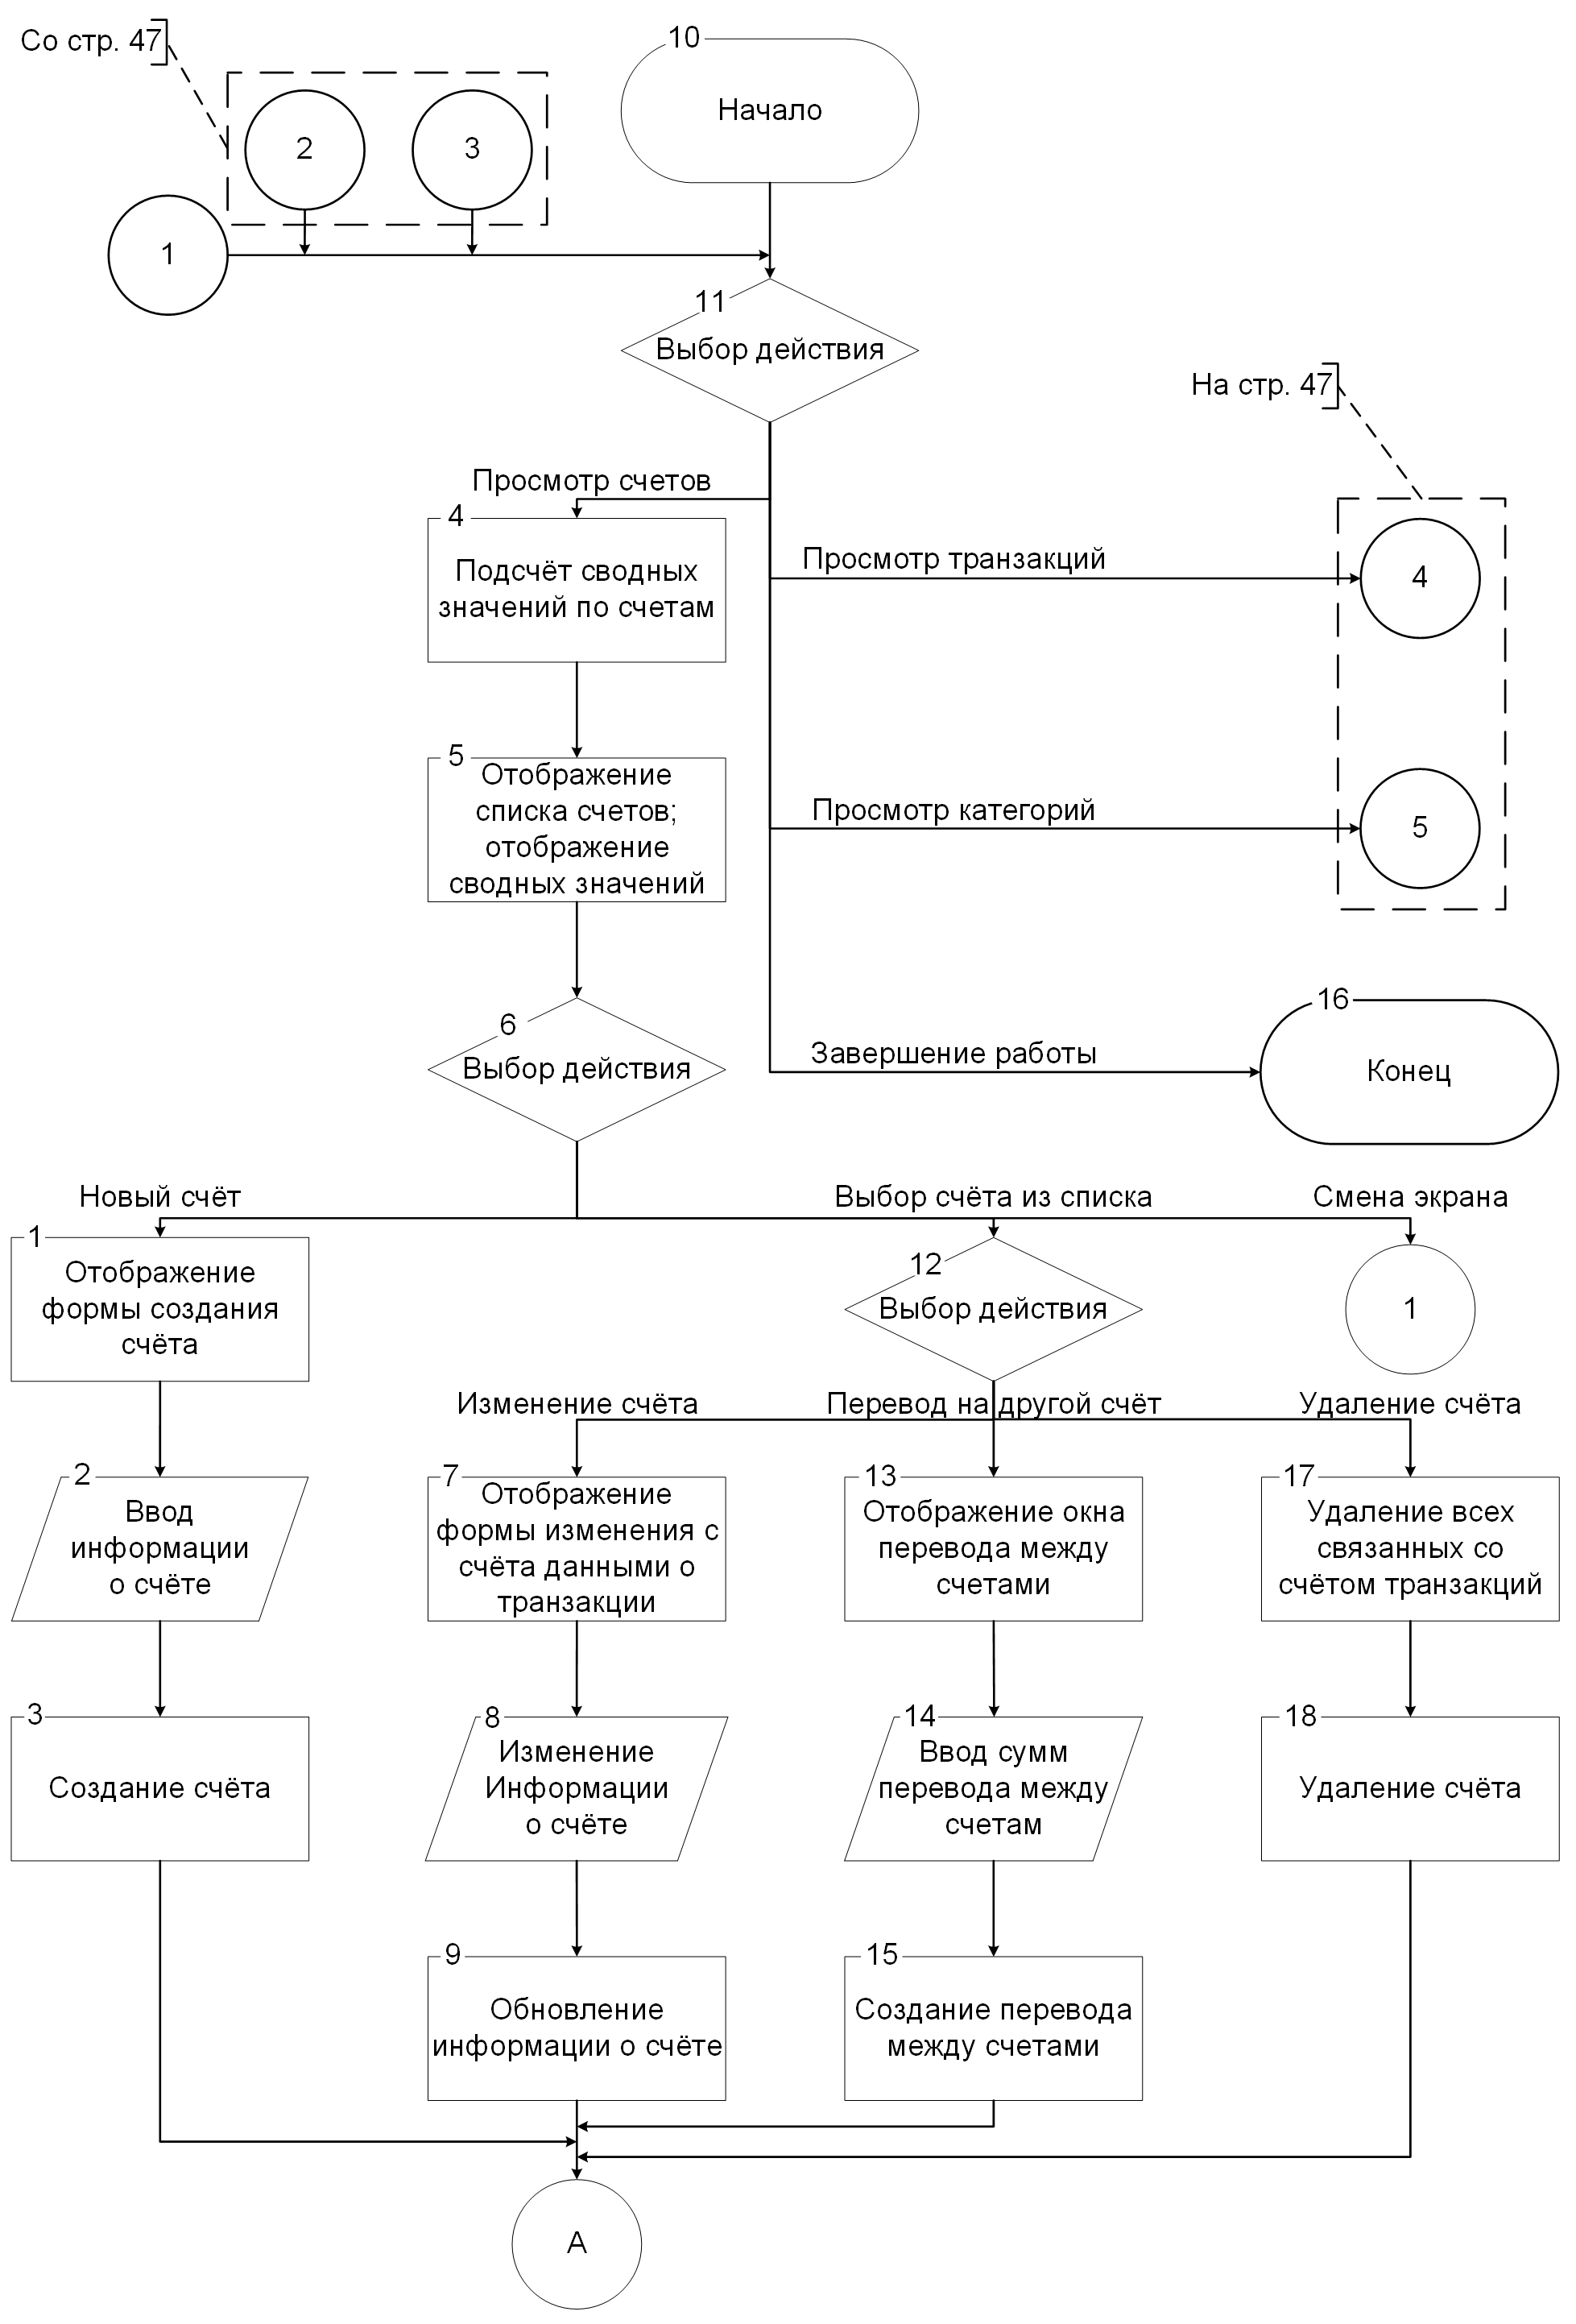 Со стр. 47
10
Начало
2
3
1
11
Выбор действия
На стр. 47
Просмотр счетов
4
Подсчёт сводных
значений по счетам
Просмотр транзакций
4
5
Отображение
списка счетов;
отображение
сводных значений
Просмотр категорий
5
6
Выбор действия
16
Завершение работы
Конец
Новый счёт
Выбор счёта из списка
Смена экрана
1
Отображение
формы создания
счёта
12
Выбор действия
1
Изменение счёта
Перевод на другой счёт
Удаление счёта
2
Ввод
информации
о счёте
7
Отображение
формы изменения с
счёта данными о
транзакции
13
Отображение окна
перевода между
счетами
17
Удаление всех
связанных со
счётом транзакций
3
Создание счёта
8
Изменение
Информации
о счёте
14
Ввод сумм
перевода между
счетам
18
Удаление счёта
9
Обновление
информации о счёте
15
Создание перевода
между счетами
А